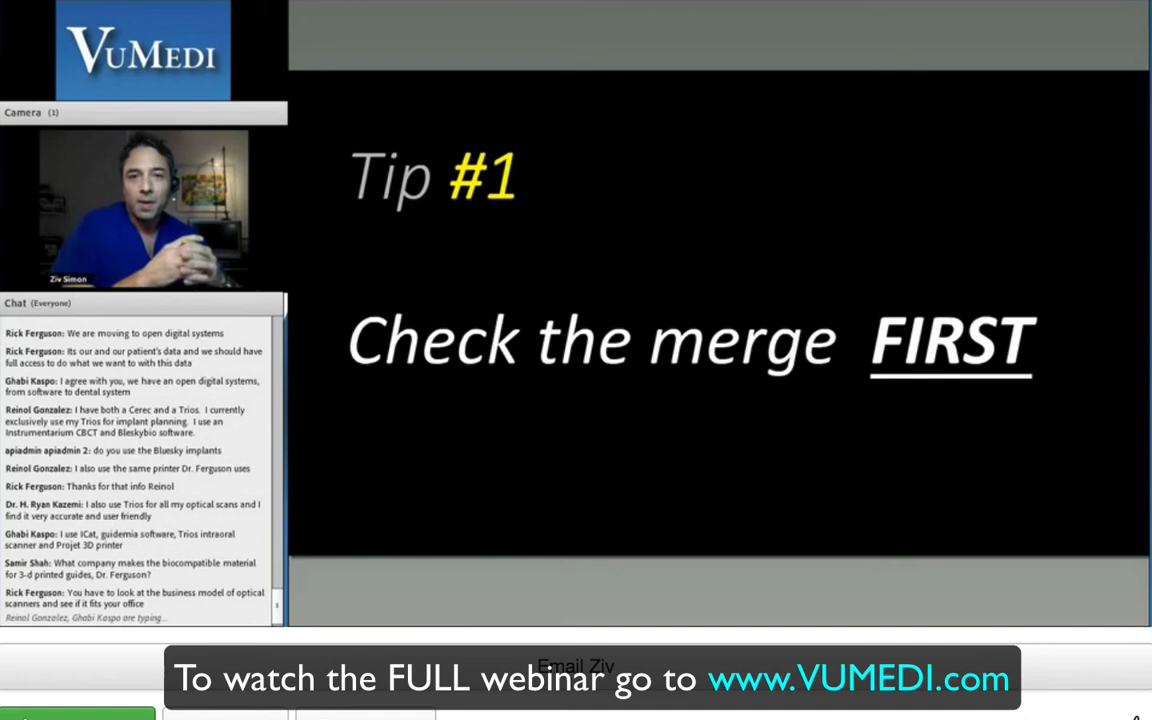 VUMEDI
Camera (1)
Ziv Simon
Chat (Everyone)
Rick Ferguson: We are moving to open digital systems
Rick Ferguson: Its our and our patient's data and we should have
full access to do what we want to with this data
Ghabi Kaspo: I agree with you, we have an open digital systems,
from software to dental system
Reinol Gonzalez: I have both a Cerec and a Trios. I currently
exclusively use my Trios for implant planning. I use an
Instrumentarium CBCT and Bleskybio software.
apiadmin apiadmin 2: do you use the Bluesky implants
Reinol Gonzalez: I also use the same printer Dr. Ferguson uses
Rick Ferguson: Thanks for that info Reinol
Dr. H. Ryan Kazemi: I also use Trios for all my optical scans and I
find it very accurate and user friendly
Ghabi Kaspo: I use ICat, guidemia software, Trios intraoral
scanner and Projet 3D printer
Samir Shah: What company makes the biocompatible material
for 3-d printed guides, Dr. Ferguson?
Rick Ferguson: You have to look at the business model of optical
scanners and see if it fits your office
Reinol Gonzalez, Ghabi Kaspo are typing...
Tip #1
Check the merge FIRST
Email Ziv
To watch the FULL webinar go to www.VUMEDI.com